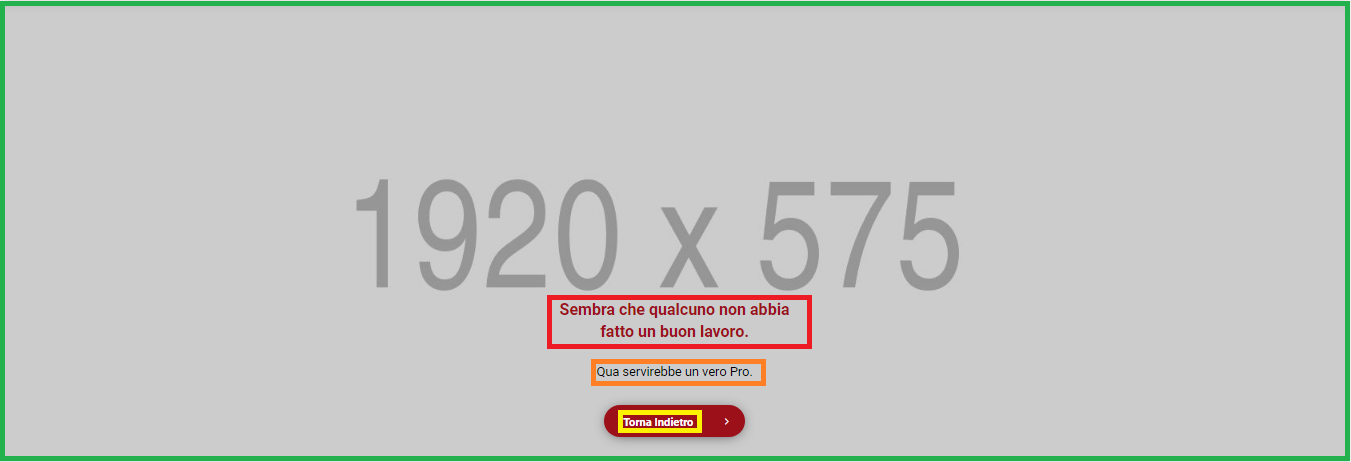 1920 x 575
Sembra che qualcuno non abbia
fatto un buon lavoro.
Qua servirebbe un vero Pro.
Torna Indietro ›